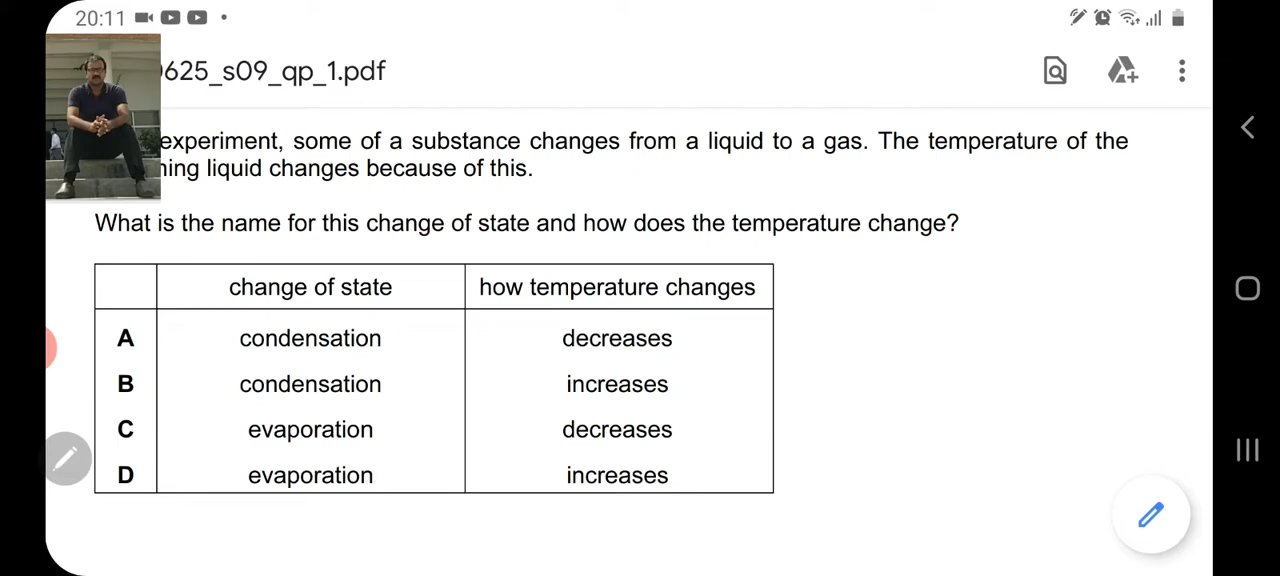 20:11
625_s09_qp_1.pdf
experiment, some of a substance changes from a liquid to a gas. The temperature of the
ning liquid changes because of this.
What is the name for this change of state and how does the temperature change?
change of state how temperature changes
A condensation decreases
B condensation increases
C evaporation decreases
D evaporation increases